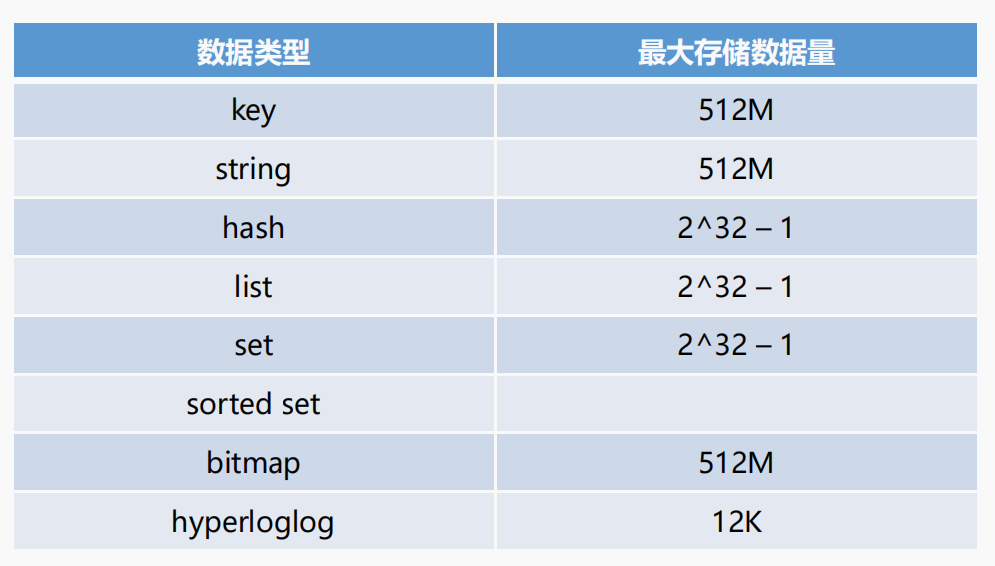 数据类型 最大存储数据量
key 512M
string 512M
hash 2^32 – 1
list 2^32 – 1
set 2^32 – 1
sorted set
bitmap 512M
hyperloglog 12K